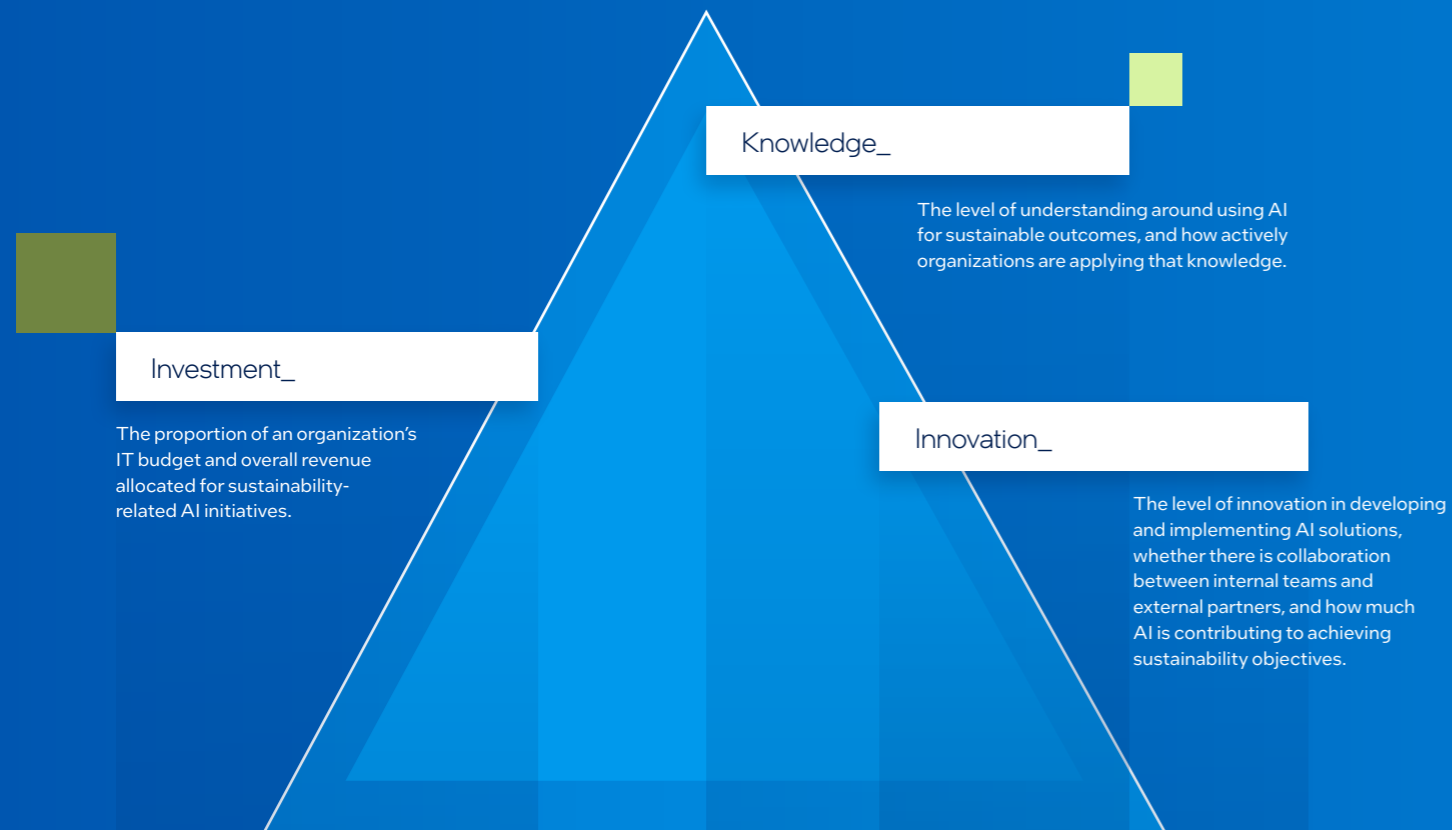 Knowledge_
The level of understanding around using AI
for sustainable outcomes, and how actively
organizations are applying that knowledge.
Investment_
The proportion of an organization’s
IT budget and overall revenue
allocated for sustainability-
related AI initiatives.
Innovation_
The level of innovation in developing
and implementing AI solutions,
whether there is collaboration
between internal teams and
external partners, and how much
AI is contributing to achieving
sustainability objectives.